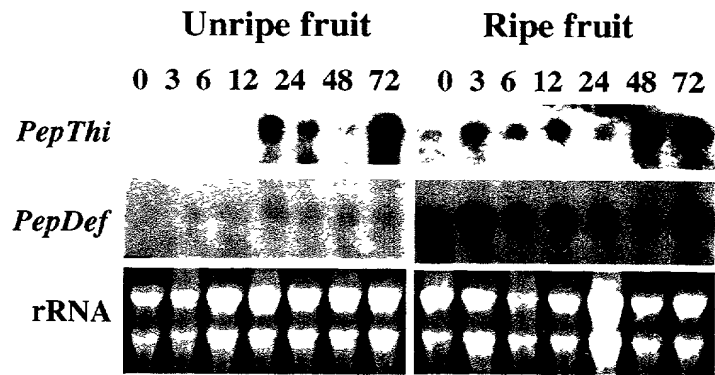 Unripe fruit Ripe fruit
0 3 6 12 24 48 72 0 3 6 12 24 48 72
PepThi
PepDef
rRNA